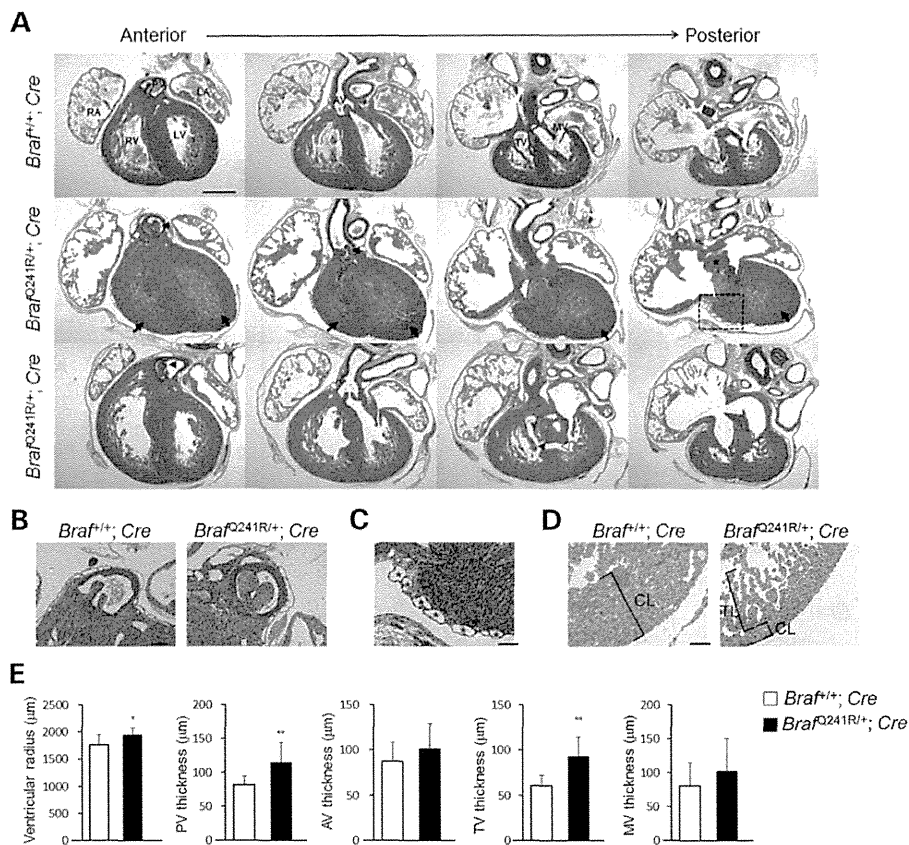 A
Anterior
Posterior
Braf+/+; Cre
RA
LA
RV
LV
TV
MV
BrafQ241R/+; Cre
*
BrafQ241R/+; Cre
B
Braf+/+; Cre
BrafQ241R/+; Cre
C
D
Braf+/+; Cre
BrafQ241R/+; Cre
CL
TL
CL
E
Ventricular radius (μm)
2500
2000
1500
1000
500
0
*
PV thickness (μm)
200
150
100
50
0
**
AV thickness (μm)
150
100
50
0
TV thickness (μm)
150
100
50
0
**
MV thickness (μm)
200
150
100
50
0
Braf+/+; Cre
BrafQ241R/+; Cre